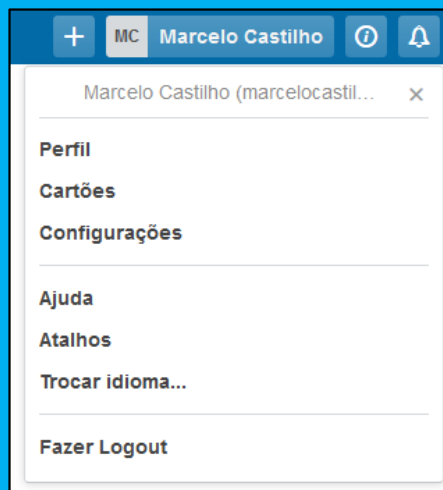 MC Marcelo Castilho
Marcelo Castilho (marcelocastil...
Perfil
Cartões
Configurações
Ajuda
Atalhos
Trocar idioma...
Fazer Logout